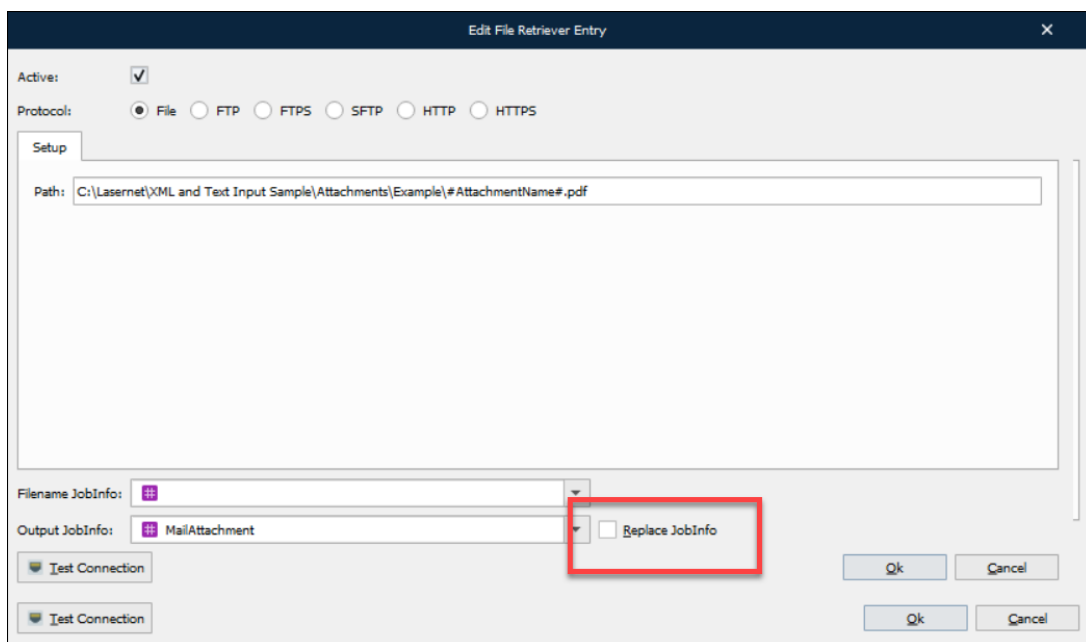 Edit File Retriever Entry
Active:
Protocol: File FTP FTPS SFTP HTTP HTTPS
Setup
Path: C:\Lasernet\XML and Text Input Sample\Attachments\Example\#AttachmentName#.pdf
Filename JobInfo:
Output JobInfo: MailAttachment Replace JobInfo
Test Connection Ok Cancel
Test Connection Ok Cancel